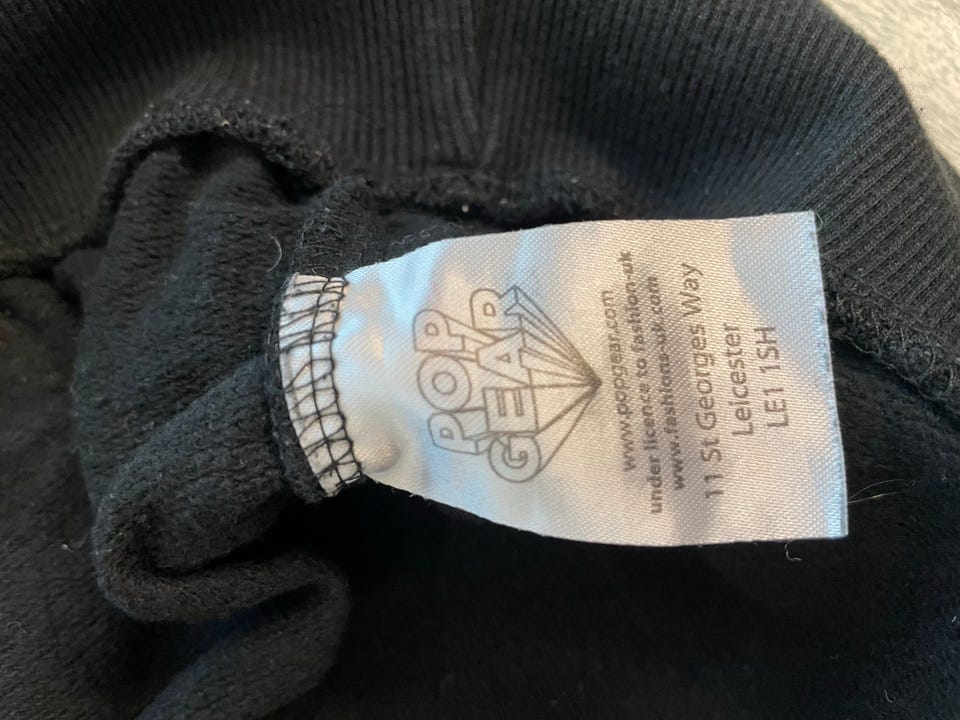 POP
GEAR
www.popgear.com
under licence to fashion-uk
www.fashions-uk.com
11 St Georges Way
Leicester
LE1 1SH